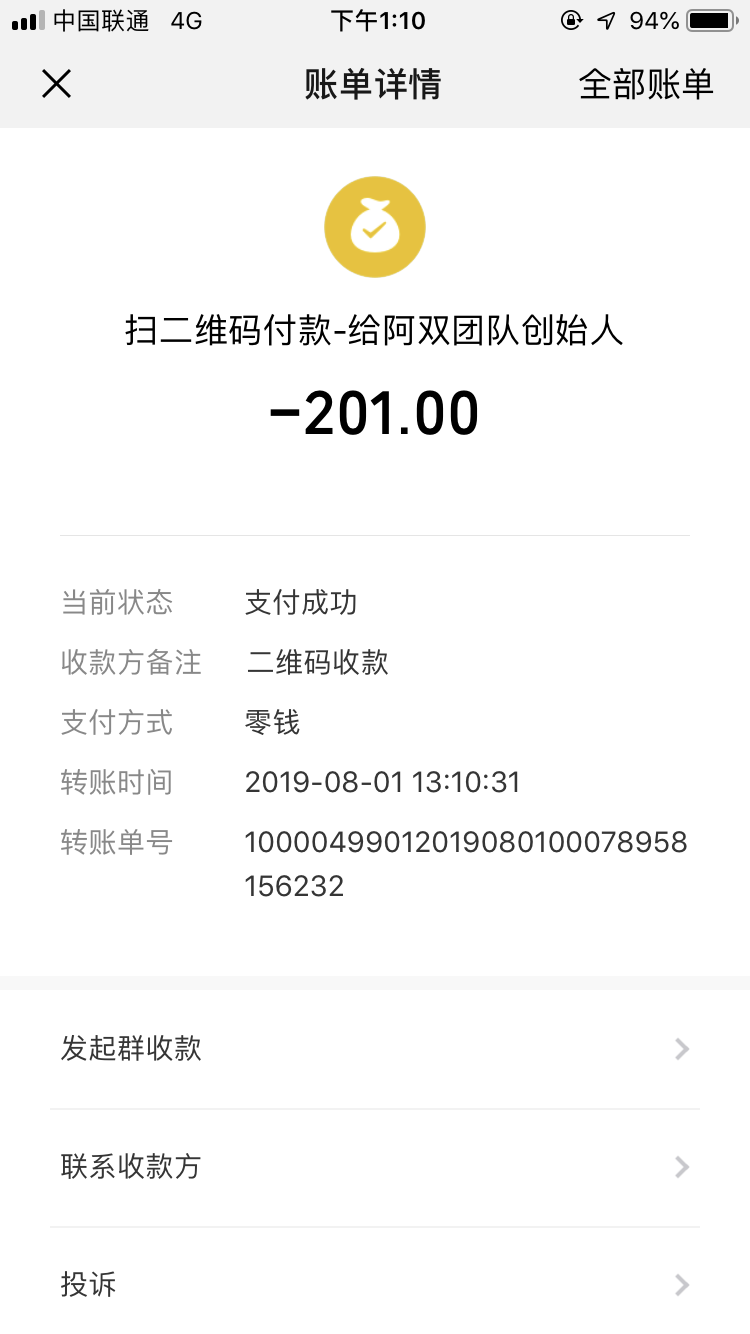 中国联通 4G 下午1:10 94%
账单详情 全部账单
扫二维码付款-给阿双团队创始人
-201.00
当前状态 支付成功
收款方备注 二维码收款
支付方式 零钱
转账时间 2019-08-01 13:10:31
转账单号 1000049901201908010007​8958
156232
发起群收款
联系收款方
投诉